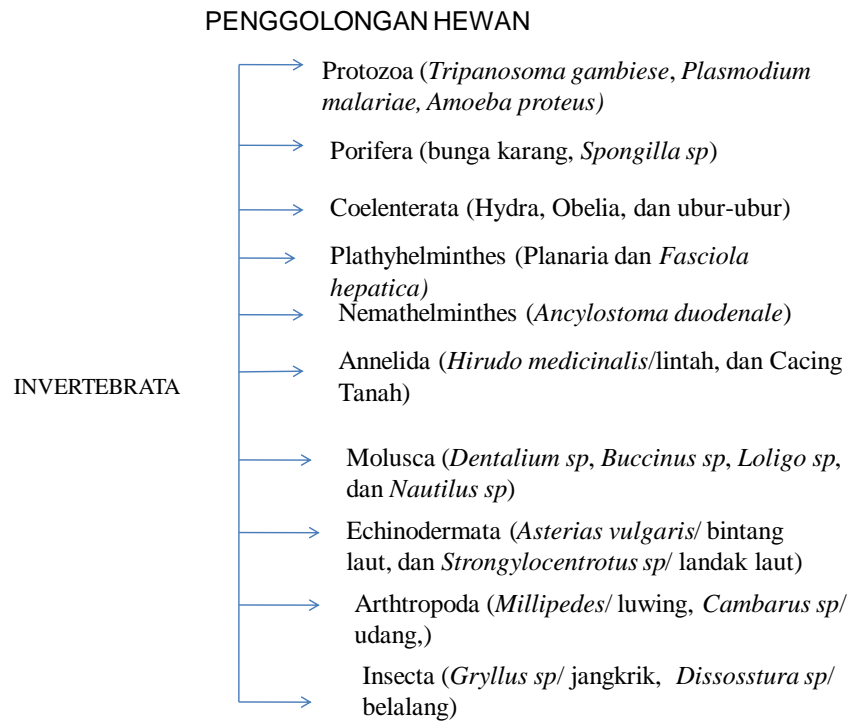 PENGGOLONGAN HEWAN
Protozoa (Tripanosoma gambiese, Plasmodium
malariae, Amoeba proteus)
Porifera (bunga karang, Spongilla sp)
Coelenterata (Hydra, Obelia, dan ubur-ubur)
Plathyhelminthes (Planaria dan Fasciola
hepatica)
Nemathelminthes (Ancylostoma duodenale)
Annelida (Hirudo medicinalis/lintah, dan Cacing
Tanah)
INVERTEBRATA
Molusca (Dentalium sp, Buccinus sp, Loligo sp,
dan Nautilus sp)
Echinodermata (Asterias vulgaris/ bintang
laut, dan Strongylocentrotus sp/ landak laut)
Arthtropoda (Millipedes/ luwing, Cambarus sp/
udang,)
Insecta (Gryllus sp/ jangkrik, Dissosstura sp/
belalang)